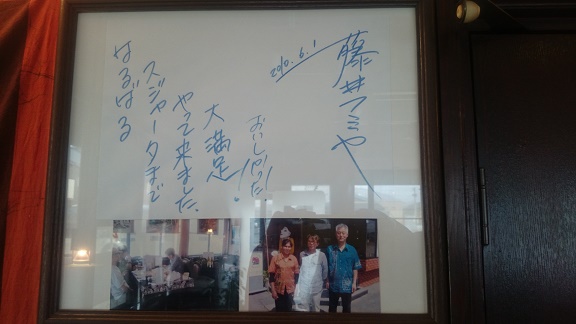 はるばる
スジャータまで
やって来ました。
大満足!
おいしかった!!
2010.6.1
藤井フミヤ